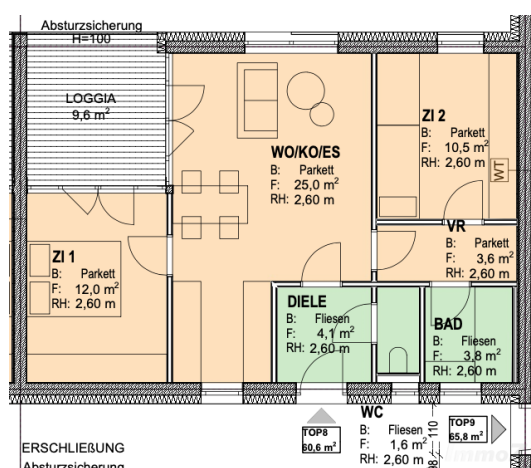 Absturzsicherung
H=100
LOGGIA
9,6 m²
WO/KO/ES
B: Parkett
F: 25,0 m²
RH: 2,60 m
ZI 2
B: Parkett
F: 10,5 m²
RH: 2,60 m
WT
ZI 1
B: Parkett
F: 12,0 m²
RH: 2,60 m
VR
B: Parkett
F: 3,6 m²
RH: 2,60 m
DIELE
B: Fliesen
F: 4,1 m²
RH: 2,60 m
BAD
B: Fliesen
F: 3,8 m²
RH: 2,60 m
WC
B: Fliesen
F: 1,6 m²
RH: 2,60 m
TOP8
60,6 m²
TOP9
65,8 m²
110
ERSCHLIEßUNG
Absturzsicherung